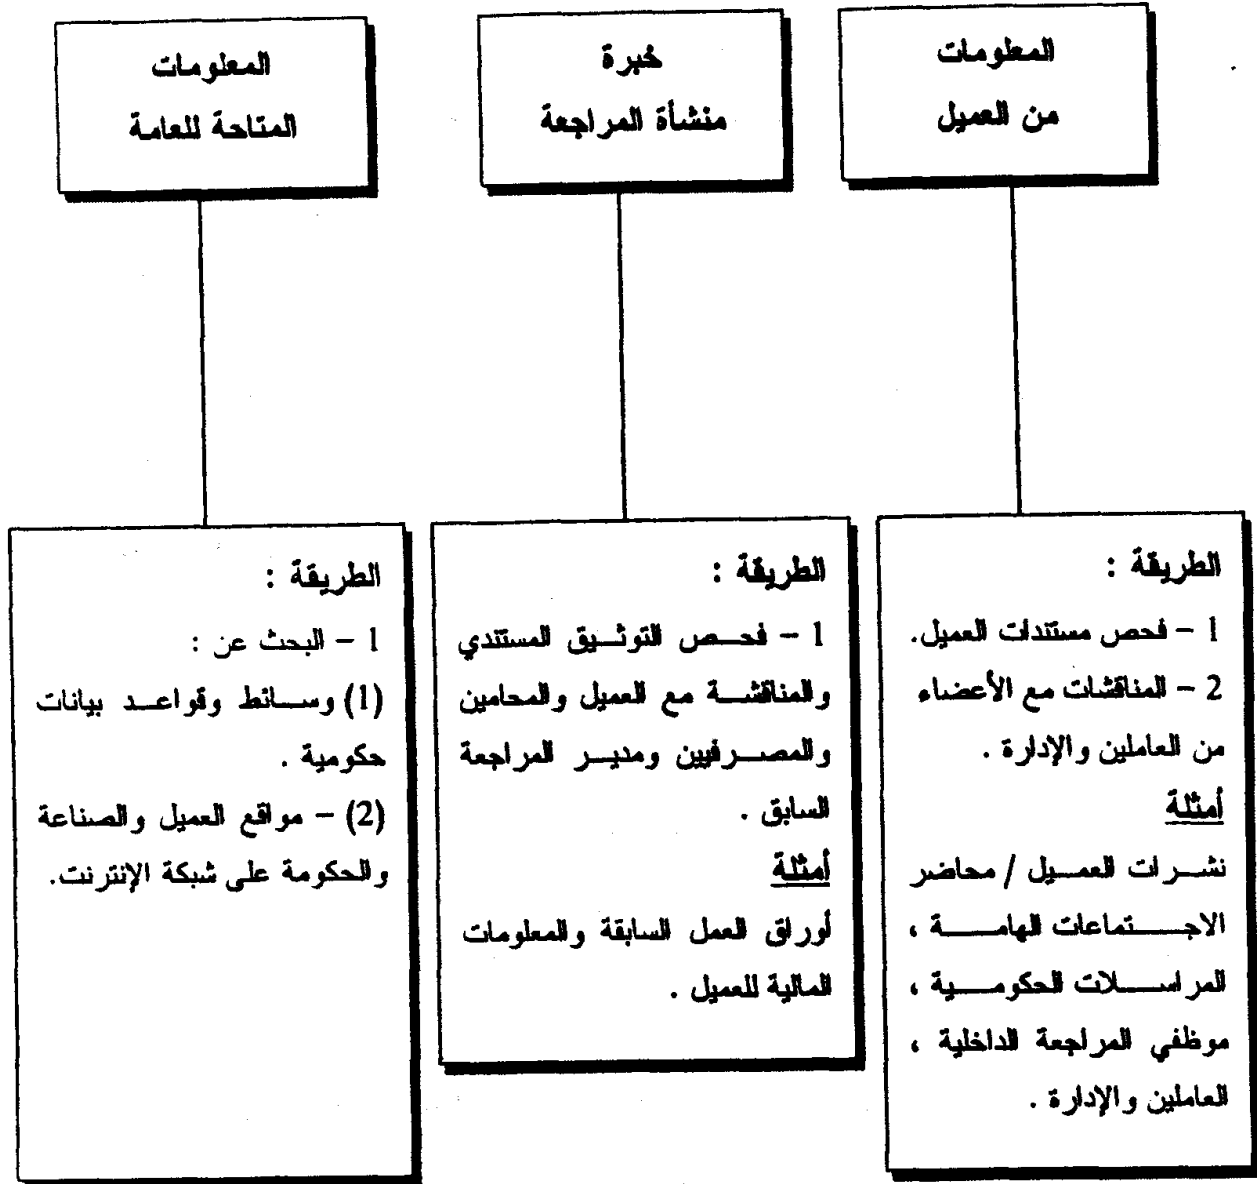 المعلومات
من العميل
خبرة
منشأة المراجعة
المعلومات
المتاحة للعامة
الطريقة :
1 – فحص مستندات العميل.
2 – المناقشات مع الأعضاء
من العاملين والإدارة .
أمثلة
نشرات العميل / محاضر
الاجتماعات الهامة ،
المراسلات الحكومية ،
موظفي المراجعة الداخلية ،
العاملين والإدارة .
الطريقة :
1 – فحص التوثيق المستندي
والمناقشة مع العميل والمحامين
والمصرفيين ومدير المراجعة
السابق .
أمثلة
أوراق العمل السابقة والمعلومات
المالية للعميل .
الطريقة :
1 – البحث عن :
(1) وسائط وقواعد بيانات
حكومية .
(2) – مواقع العميل والصناعة
والحكومة على شبكة الإنترنت.